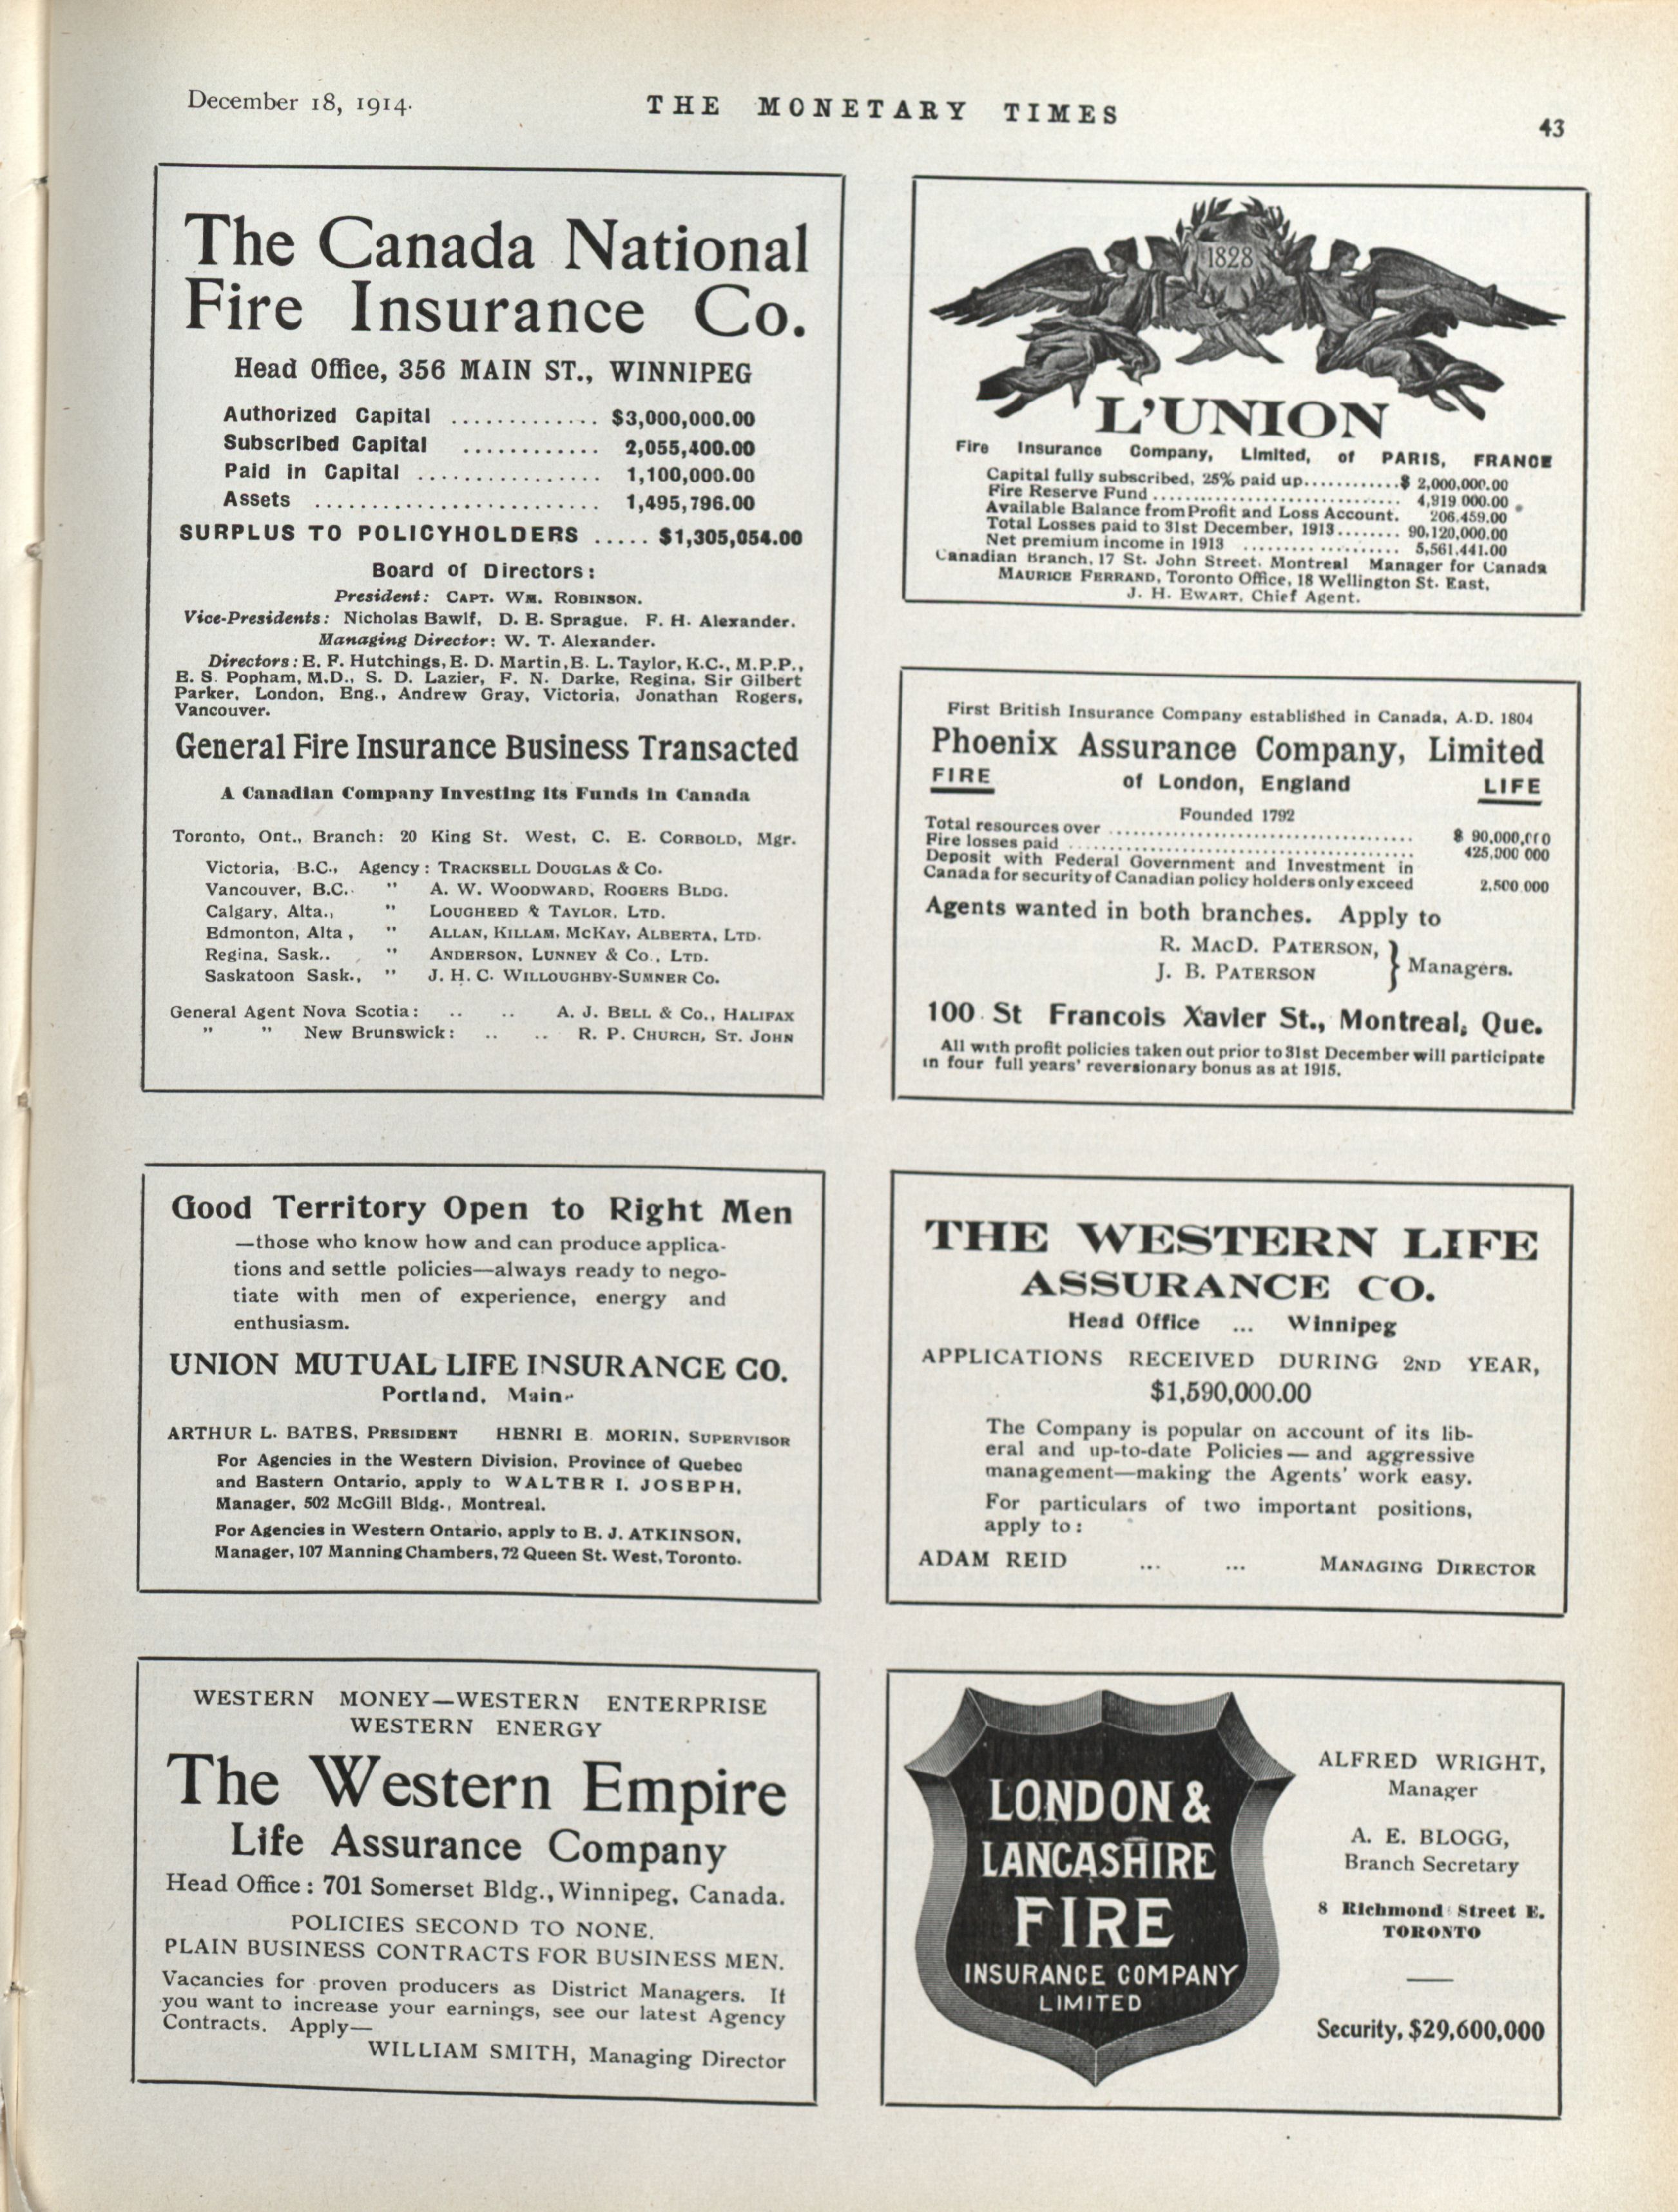 December 18, 1914.
THE MONETARY TIMES
43
The Canada National
Fire Insurance Co.
Head Office, 356 MAIN ST., WINNIPEG
Authorized Capital ............. $3,000,000.00
Subscribed Capital ............ 2,055,400.00
Paid in Capital ................ 1,100,000.00
Assets ......................... 1,495,796.00
SURPLUS TO POLICYHOLDERS ..... $1,305,054.00
Board of Directors:
President: CAPT. WM. ROBINSON.
Vice-Presidents: Nicholas Bawlf, D. E. Sprague, F. H. Alexander.
Managing Director: W. T. Alexander.
Directors: E. F. Hutchings, E. D. Martin, E. L. Taylor, K.C., M.P.P.,
E. S. Popham, M.D., S. D. Lazier, F. N. Darke, Regina, Sir Gilbert
Parker, London, Eng., Andrew Gray, Victoria, Jonathan Rogers,
Vancouver.
General Fire Insurance Business Transacted
A Canadian Company Investing its Funds in Canada
Toronto, Ont., Branch: 20 King St. West, C. E. CORBOLD, Mgr.
Victoria, B.C., Agency: TRACKSELL DOUGLAS & CO.
Vancouver, B.C. " A. W. WOODWARD, ROGERS BLDG.
Calgary, Alta., " LOUGHEED & TAYLOR, LTD.
Edmonton, Alta, " ALLAN, KILLAM, MCKAY, ALBERTA, LTD.
Regina, Sask.. " ANDERSON, LUNNEY & CO., LTD.
Saskatoon Sask., " J. H. C. WILLOUGHBY-SUMNER CO.
General Agent Nova Scotia: .. .. A. J. BELL & CO., HALIFAX
" " New Brunswick: .. .. R. P. CHURCH, ST. JOHN
1828
L'UNION
Fire Insurance Company, Limited, of PARIS, FRANCE
Capital fully subscribed, 25% paid up...........$ 2,000,000.00
Fire Reserve Fund .............................. 4,919 000.00
Available Balance from Profit and Loss Account. 206,459.00
Total Losses paid to 31st December, 1913........ 90,120,000.00
Net premium income in 1913 .................... 5,561,441.00
Canadian Branch, 17 St. John Street, Montreal Manager for Canada
MAURICE FERRAND, Toronto Office, 18 Wellington St. East,
J. H. EWART, Chief Agent.
First British Insurance Company established in Canada, A.D. 1804
Phoenix Assurance Company, Limited
FIRE of London, England LIFE
Founded 1792
Total resources over ...................................... $ 90,000,000
Fire losses paid .......................................... 425,000 000
Deposit with Federal Government and Investment in
Canada for security of Canadian policy holders only exceed 2,500 000
Agents wanted in both branches. Apply to
R. MACD. PATERSON,
J. B. PATERSON
} Managers.
100 St Francois Xavier St., Montreal, Que.
All with profit policies taken out prior to 31st December will participate
in four full years' reversionary bonus as at 1915.
Good Territory Open to Right Men
—those who know how and can produce applica-
tions and settle policies—always ready to nego-
tiate with men of experience, energy and
enthusiasm.
UNION MUTUAL LIFE INSURANCE CO.
Portland, Maine
ARTHUR L. BATES, PRESIDENT HENRI E. MORIN, SUPERVISOR
For Agencies in the Western Division, Province of Quebec
and Eastern Ontario, apply to WALTER I. JOSEPH,
Manager, 502 McGill Bldg., Montreal.
For Agencies in Western Ontario, apply to E. J. ATKINSON,
Manager, 107 Manning Chambers, 72 Queen St. West, Toronto.
THE WESTERN LIFE
ASSURANCE CO.
Head Office ... Winnipeg
APPLICATIONS RECEIVED DURING 2ND YEAR,
$1,590,000.00
The Company is popular on account of its lib-
eral and up-to-date Policies—and aggressive
management—making the Agents' work easy.
For particulars of two important positions,
apply to:
ADAM REID ... ... MANAGING DIRECTOR
WESTERN MONEY—WESTERN ENTERPRISE
WESTERN ENERGY
The Western Empire
Life Assurance Company
Head Office: 701 Somerset Bldg., Winnipeg, Canada.
POLICIES SECOND TO NONE.
PLAIN BUSINESS CONTRACTS FOR BUSINESS MEN.
Vacancies for proven producers as District Managers. If
you want to increase your earnings, see our latest Agency
Contracts. Apply—
WILLIAM SMITH, Managing Director
LONDON &
LANCASHIRE
FIRE
INSURANCE COMPANY
LIMITED
ALFRED WRIGHT,
Manager
A. E. BLOGG,
Branch Secretary
8 Richmond Street E.
TORONTO
Security, $29,600,000